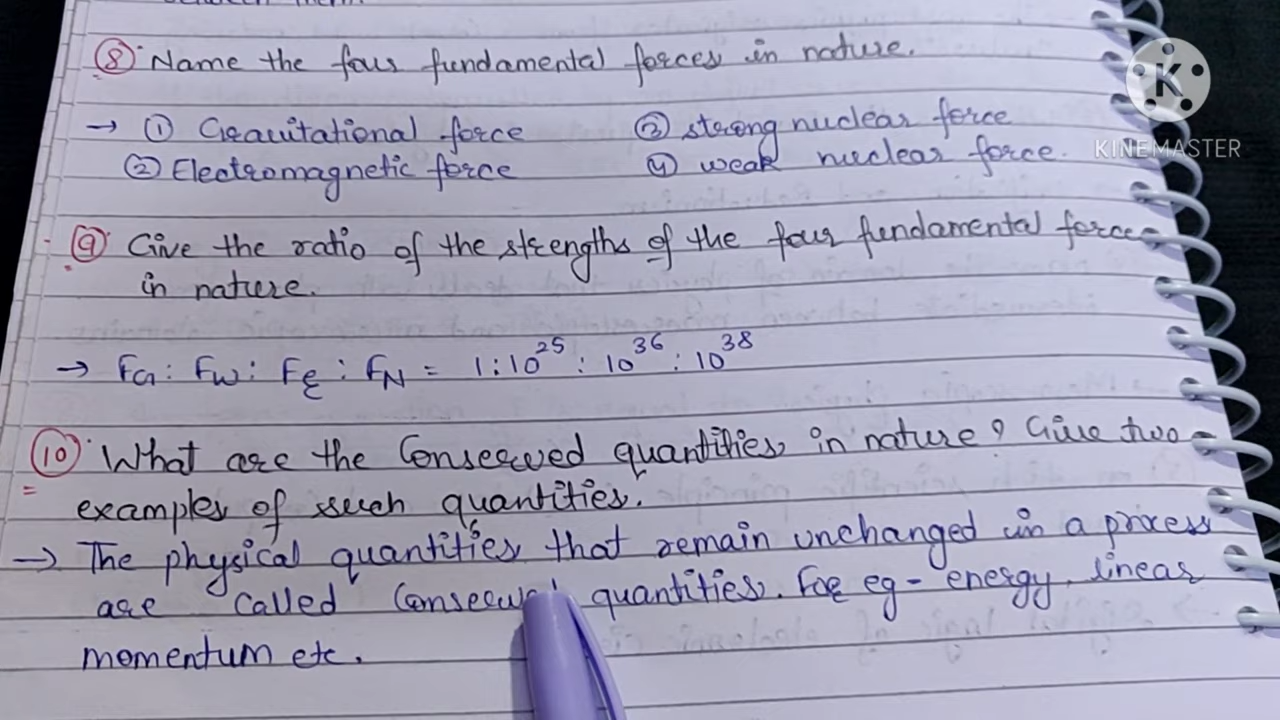 between them.
⑧ Name the four fundamental forces in nature.
→ ① Gravitational force ③ strong nuclear force
② Electromagnetic force ④ weak nuclear force.
⑨ Give the ratio of the strengths of the four fundamental forces
in nature.
→ FG : FW : FE : FN = 1 : 10^25 : 10^36 : 10^38
⑩ What are the Conserved quantities in nature? Give two
examples of such quantities.
→ The physical quantities that remain unchanged in a process
are called Conserved quantities. For eg - energy, linear
momentum etc.
K
KINEMASTER